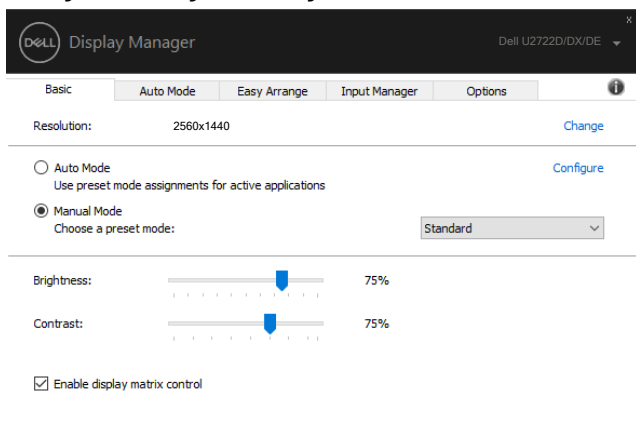 DELL Display Manager
Dell U2722D/DX/DE
x
Basic Auto Mode Easy Arrange Input Manager Options i
Resolution: 2560x1440 Change
Auto Mode Configure
Use preset mode assignments for active applications
Manual Mode
Choose a preset mode: Standard
Brightness: 75%
Contrast: 75%
Enable display matrix control